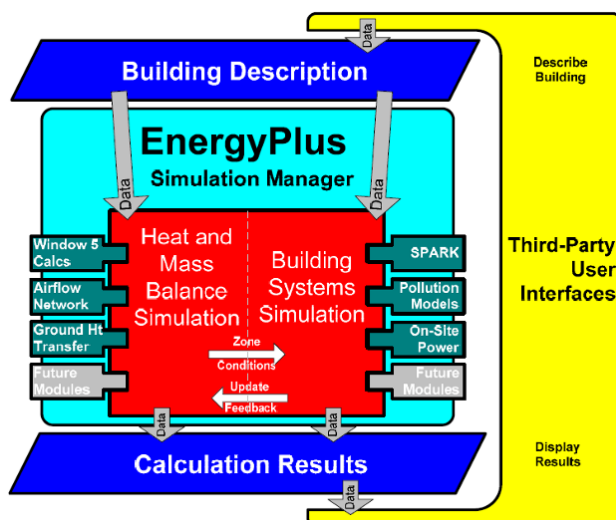 Data
Building Description
Describe
Building
EnergyPlus
Simulation Manager
Data
Data
Window 5
Calcs
Airflow
Network
Ground Ht
Transfer
Future
Modules
Heat and
Mass
Balance
Simulation
Building
Systems
Simulation
Zone
Conditions
Update
Feedback
SPARK
Pollution
Models
On-Site
Power
Future
Modules
Third-Party
User
Interfaces
Data
Data
Calculation Results
Display
Results
Data